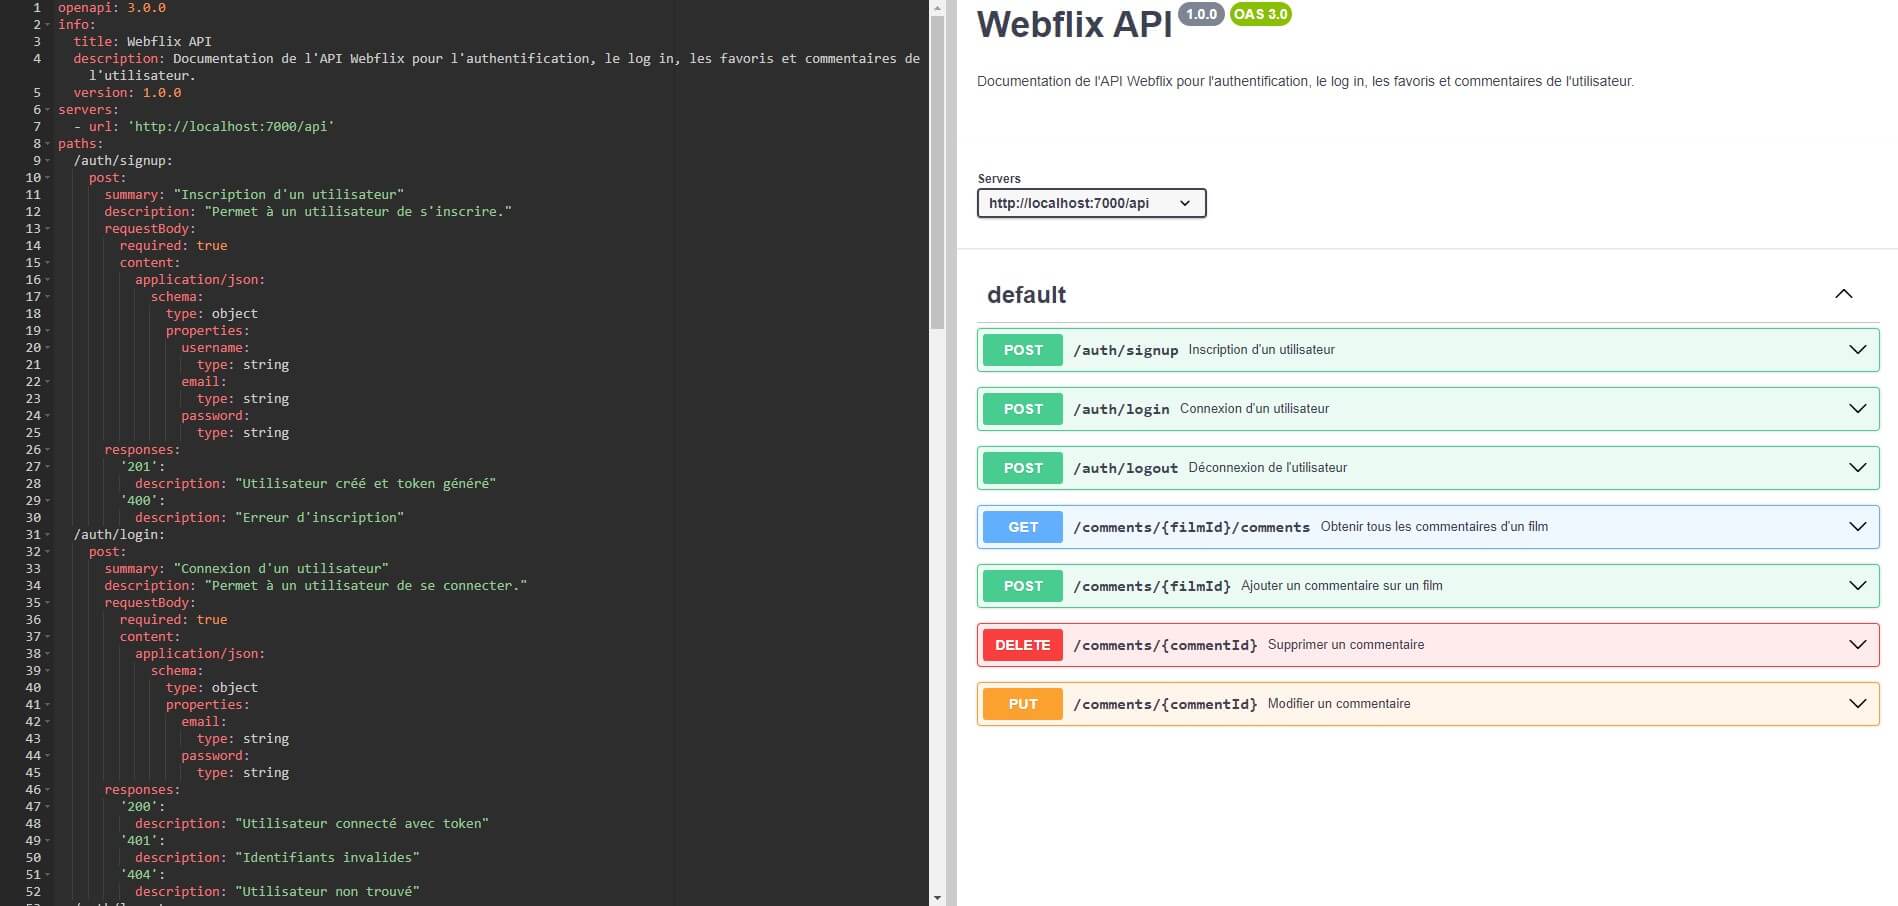 1 openapi: 3.0.0
2 info:
3 title: Webflix API
4 description: Documentation de l'API Webflix pour l'authentification, le log in, les favoris et commentaires de
l'utilisateur.
5 version: 1.0.0
6 servers:
7 - url: 'http://localhost:7000/api'
8 paths:
9 /auth/signup:
10 post:
11 summary: "Inscription d'un utilisateur"
12 description: "Permet à un utilisateur de s'inscrire."
13 requestBody:
14 required: true
15 content:
16 application/json:
17 schema:
18 type: object
19 properties:
20 username:
21 type: string
22 email:
23 type: string
24 password:
25 type: string
26 responses:
27 '201':
28 description: "Utilisateur créé et token généré"
29 '400':
30 description: "Erreur d'inscription"
31 /auth/login:
32 post:
33 summary: "Connexion d'un utilisateur"
34 description: "Permet à un utilisateur de se connecter."
35 requestBody:
36 required: true
37 content:
38 application/json:
39 schema:
40 type: object
41 properties:
42 email:
43 type: string
44 password:
45 type: string
46 responses:
47 '200':
48 description: "Utilisateur connecté avec token"
49 '401':
50 description: "Identifiants invalides"
51 '404':
52 description: "Utilisateur non trouvé"
Webflix API 1.0.0 OAS 3.0
Documentation de l'API Webflix pour l'authentification, le log in, les favoris et commentaires de l'utilisateur.
Servers
http://localhost:7000/api
default
POST /auth/signup Inscription d'un utilisateur
POST /auth/login Connexion d'un utilisateur
POST /auth/logout Déconnexion de l'utilisateur
GET /comments/{filmId}/comments Obtenir tous les commentaires d'un film
POST /comments/{filmId} Ajouter un commentaire sur un film
DELETE /comments/{commentId} Supprimer un commentaire
PUT /comments/{commentId} Modifier un commentaire